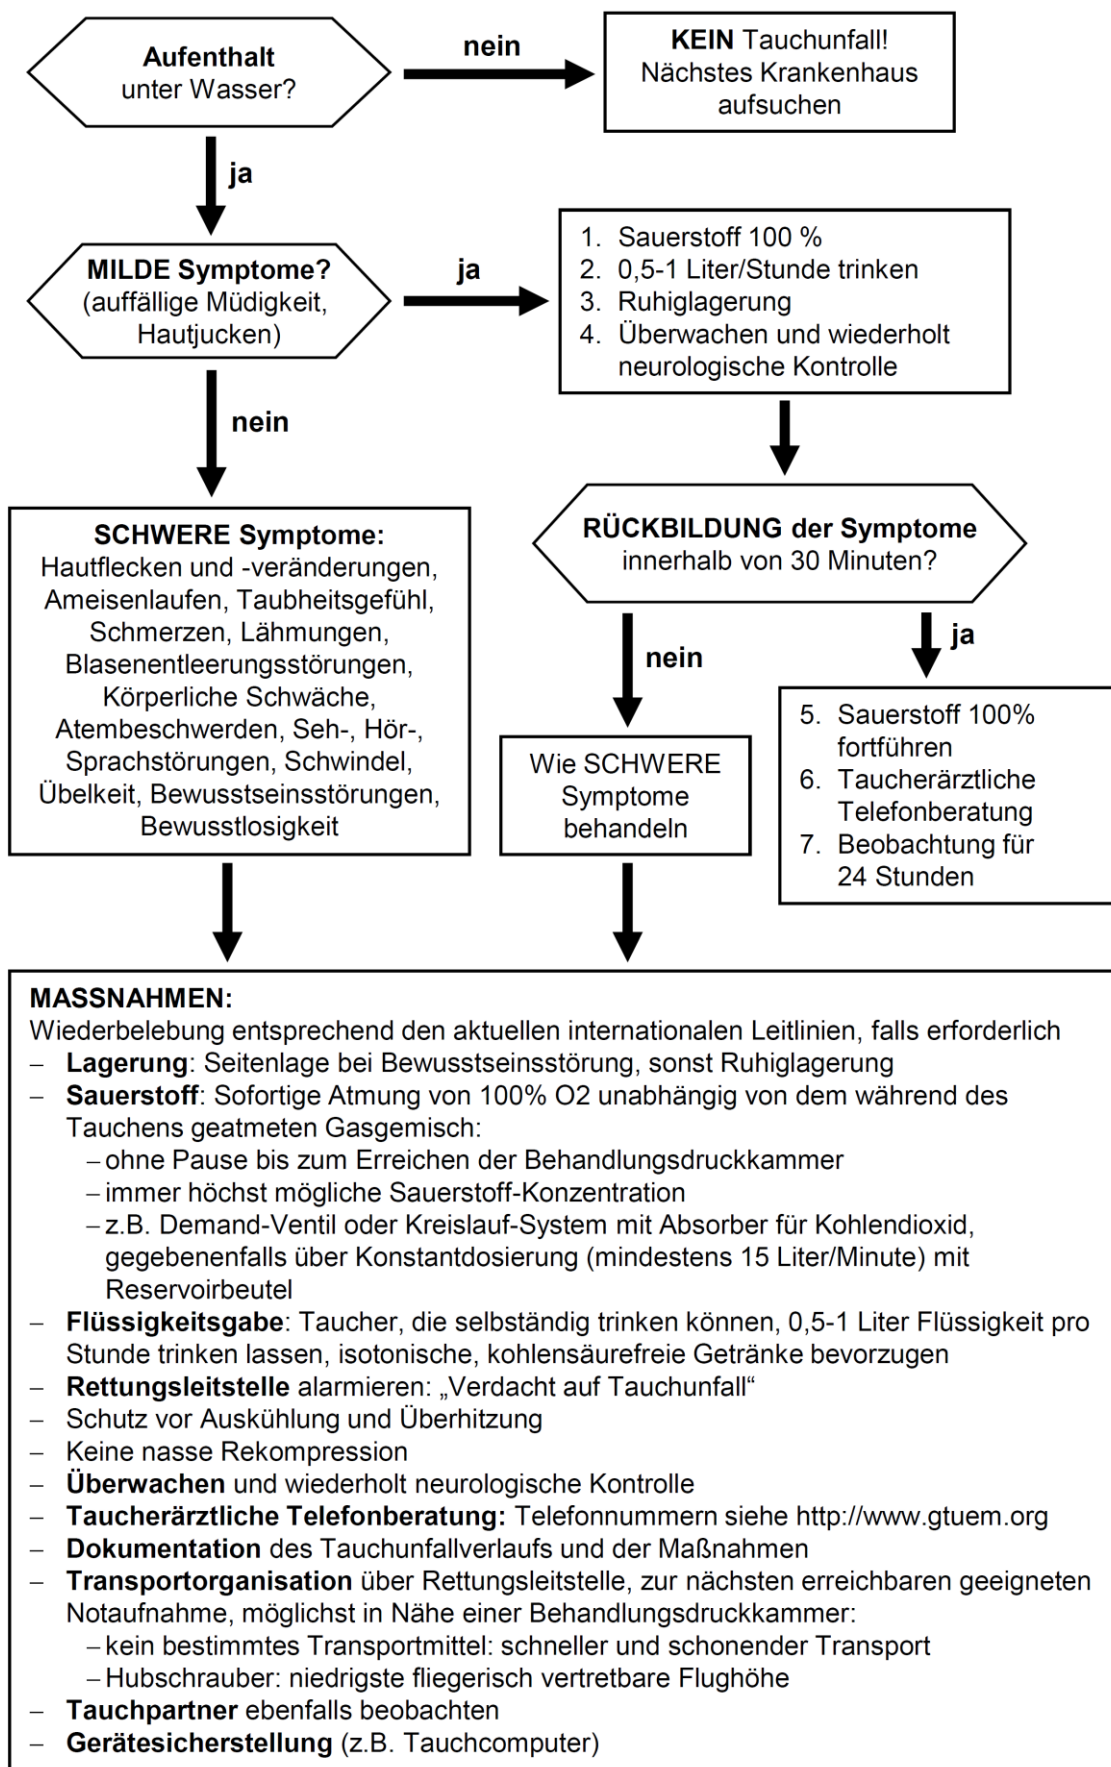 Aufenthalt
unter Wasser?
nein
KEIN Tauchunfall!
Nächstes Krankenhaus
aufsuchen
ja
MILDE Symptome?
(auffällige Müdigkeit,
Hautjucken)
ja
1. Sauerstoff 100 %
2. 0,5-1 Liter/Stunde trinken
3. Ruhiglagerung
4. Überwachen und wiederholt
neurologische Kontrolle
nein
SCHWERE Symptome:
Hautflecken und -veränderungen,
Ameisenlaufen, Taubheitsgefühl,
Schmerzen, Lähmungen,
Blasenentleerungsstörungen,
Körperliche Schwäche,
Atembeschwerden, Seh-, Hör-,
Sprachstörungen, Schwindel,
Übelkeit, Bewusstseinsstörungen,
Bewusstlosigkeit
RÜCKBILDUNG der Symptome
innerhalb von 30 Minuten?
nein
ja
Wie SCHWERE
Symptome
behandeln
5. Sauerstoff 100%
fortführen
6. Taucherärztliche
Telefonberatung
7. Beobachtung für
24 Stunden
MASSNAHMEN:
Wiederbelebung entsprechend den aktuellen internationalen Leitlinien, falls erforderlich
– Lagerung: Seitenlage bei Bewusstseinsstörung, sonst Ruhiglagerung
– Sauerstoff: Sofortige Atmung von 100% O2 unabhängig von dem während des
Tauchens geatmeten Gasgemisch:
– ohne Pause bis zum Erreichen der Behandlungsdruckkammer
– immer höchst mögliche Sauerstoff-Konzentration
– z.B. Demand-Ventil oder Kreislauf-System mit Absorber für Kohlendioxid,
gegebenenfalls über Konstantdosierung (mindestens 15 Liter/Minute) mit
Reservoirbeutel
– Flüssigkeitsgabe: Taucher, die selbständig trinken können, 0,5-1 Liter Flüssigkeit pro
Stunde trinken lassen, isotonische, kohlensäurefreie Getränke bevorzugen
– Rettungsleitstelle alarmieren: „Verdacht auf Tauchunfall“
– Schutz vor Auskühlung und Überhitzung
– Keine nasse Rekompression
– Überwachen und wiederholt neurologische Kontrolle
– Taucherärztliche Telefonberatung: Telefonnummern siehe http://www.gtuem.org
– Dokumentation des Tauchunfallverlaufs und der Maßnahmen
– Transportorganisation über Rettungsleitstelle, zur nächsten erreichbaren geeigneten
Notaufnahme, möglichst in Nähe einer Behandlungsdruckkammer:
– kein bestimmtes Transportmittel: schneller und schonender Transport
– Hubschrauber: niedrigste fliegerisch vertretbare Flughöhe
– Tauchpartner ebenfalls beobachten
– Gerätesicherstellung (z.B. Tauchcomputer)